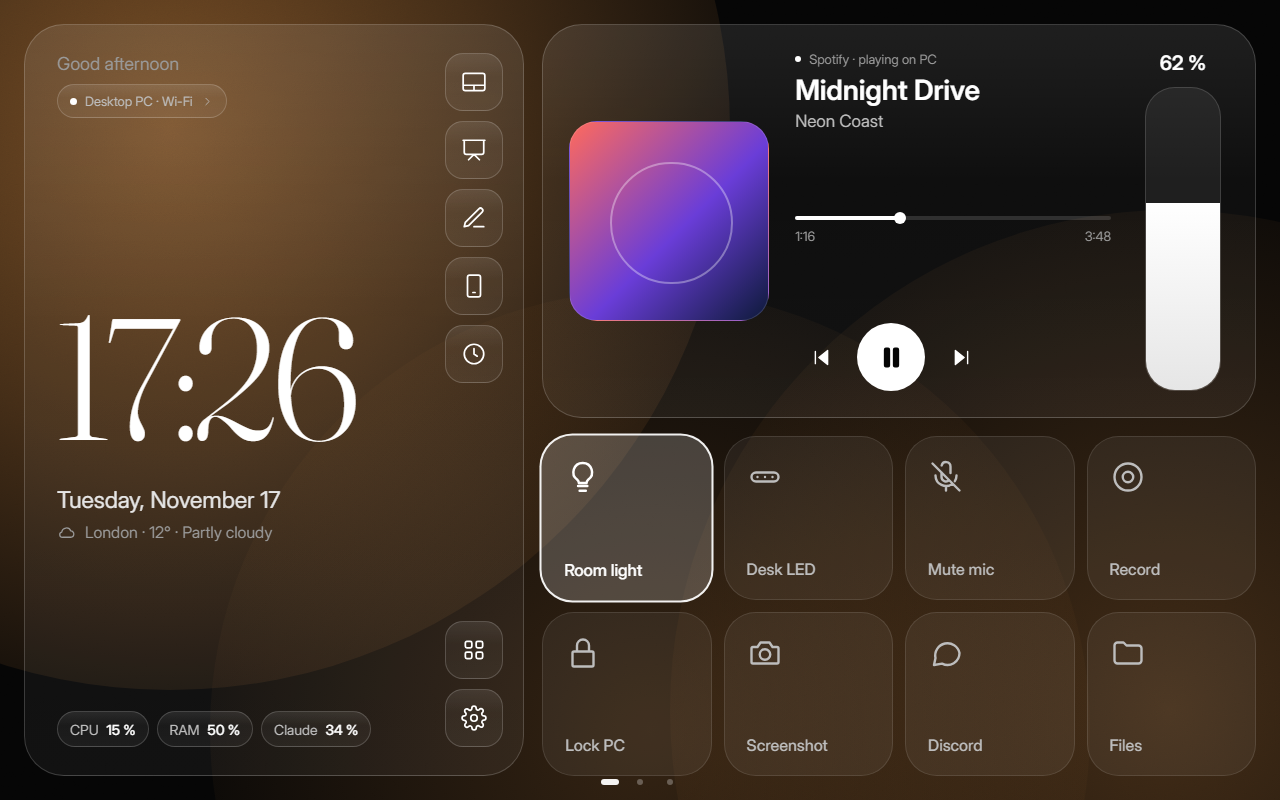 Good afternoon
Desktop PC · Wi-Fi
17:26
Tuesday, November 17
London · 12° · Partly cloudy
CPU 15 %
RAM 50 %
Claude 34 %
Spotify · playing on PC
Midnight Drive
Neon Coast
1:16
3:48
62 %
Room light
Desk LED
Mute mic
Record
Lock PC
Screenshot
Discord
Files